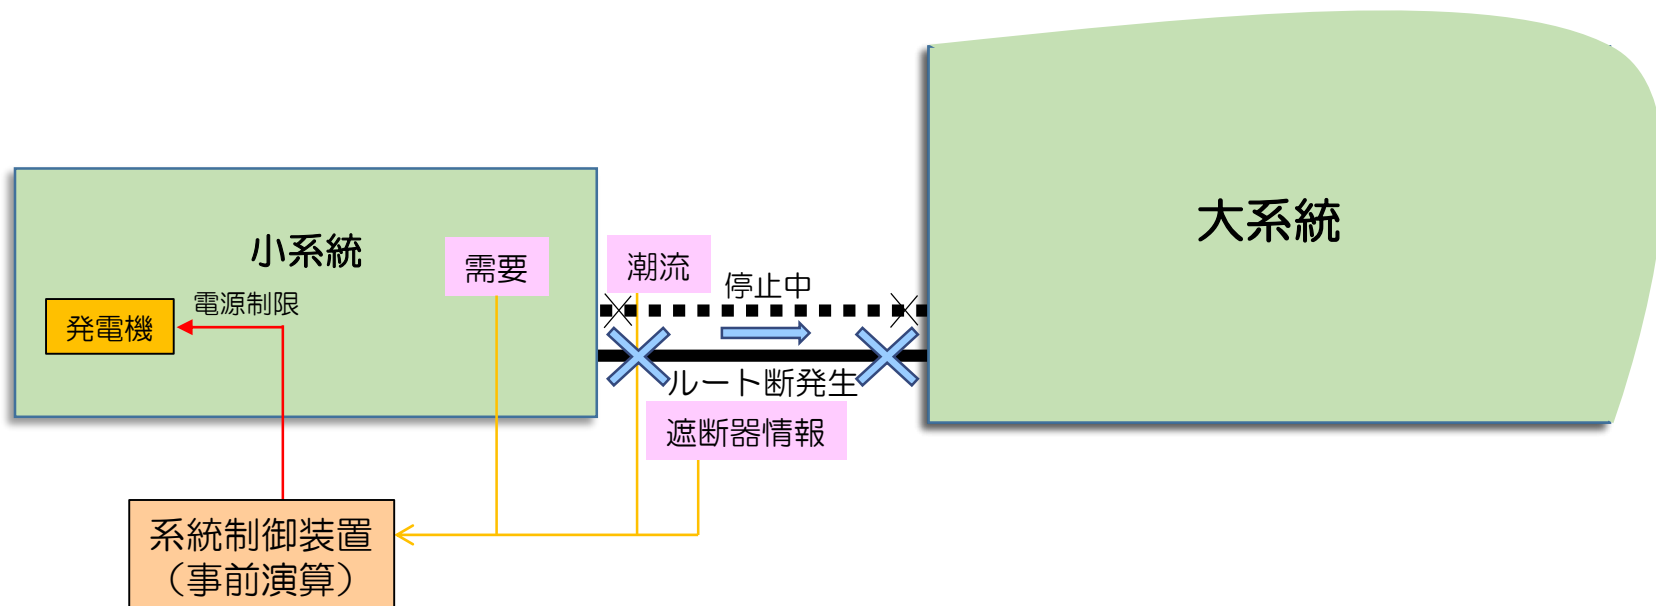 大系統
小系統
需要
潮流
停止中
電源制限
発電機
ルート断発生
遮断器情報
系統制御装置
（事前演算）